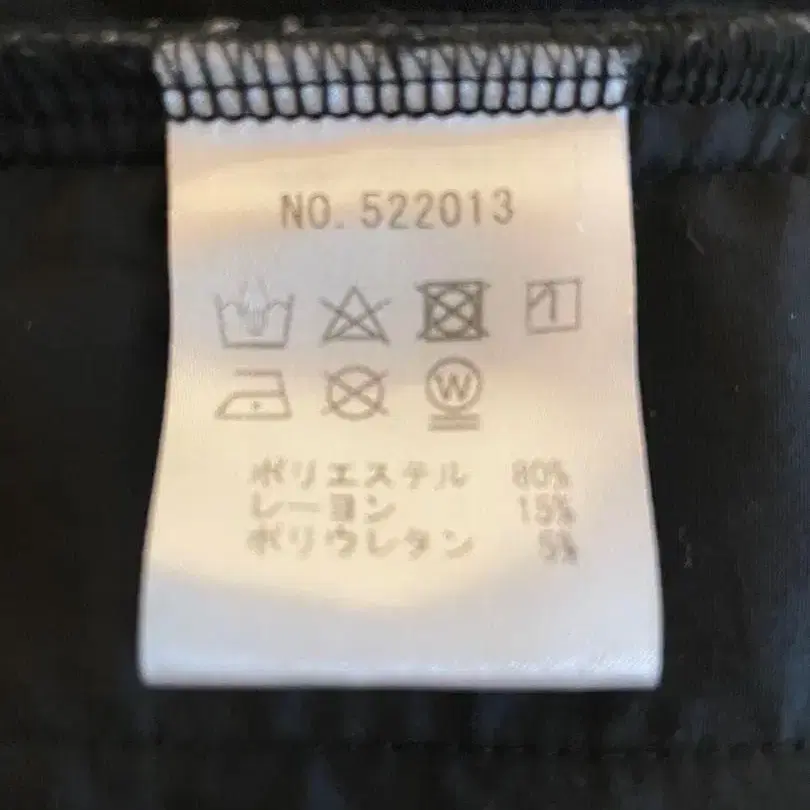 NO. 522013
W
ポリエステル 80%
レーヨン 15%
ポリウレタン 5%